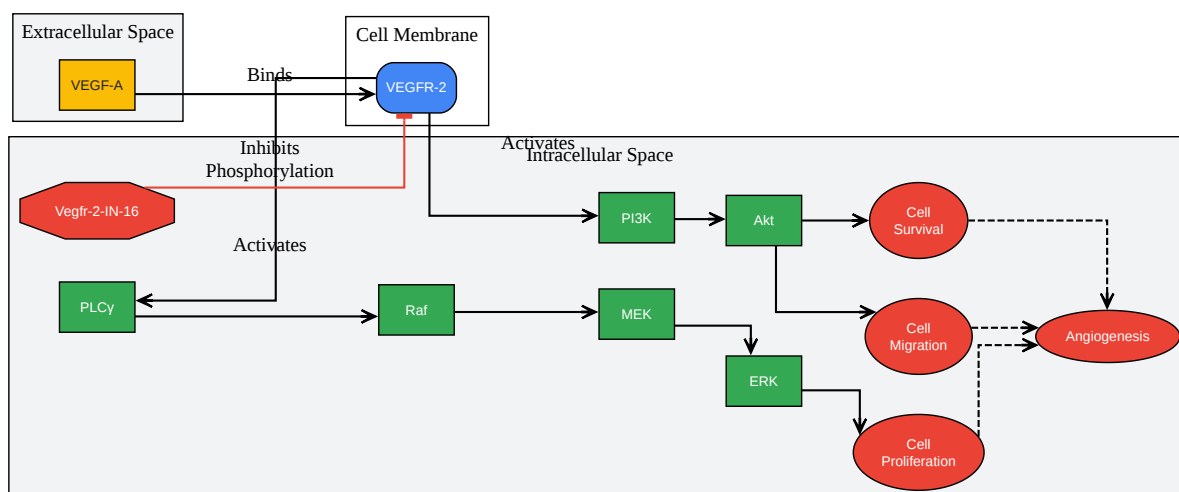 Extracellular Space
VEGF-A
Binds
Cell Membrane
VEGFR-2
Inhibits
Phosphorylation
Activates
Intracellular Space
Vegfr-2-IN-16
Activates
PI3K
Akt
Cell
Survival
PLCγ
Raf
MEK
Cell
Migration
Angiogenesis
ERK
Cell
Proliferation